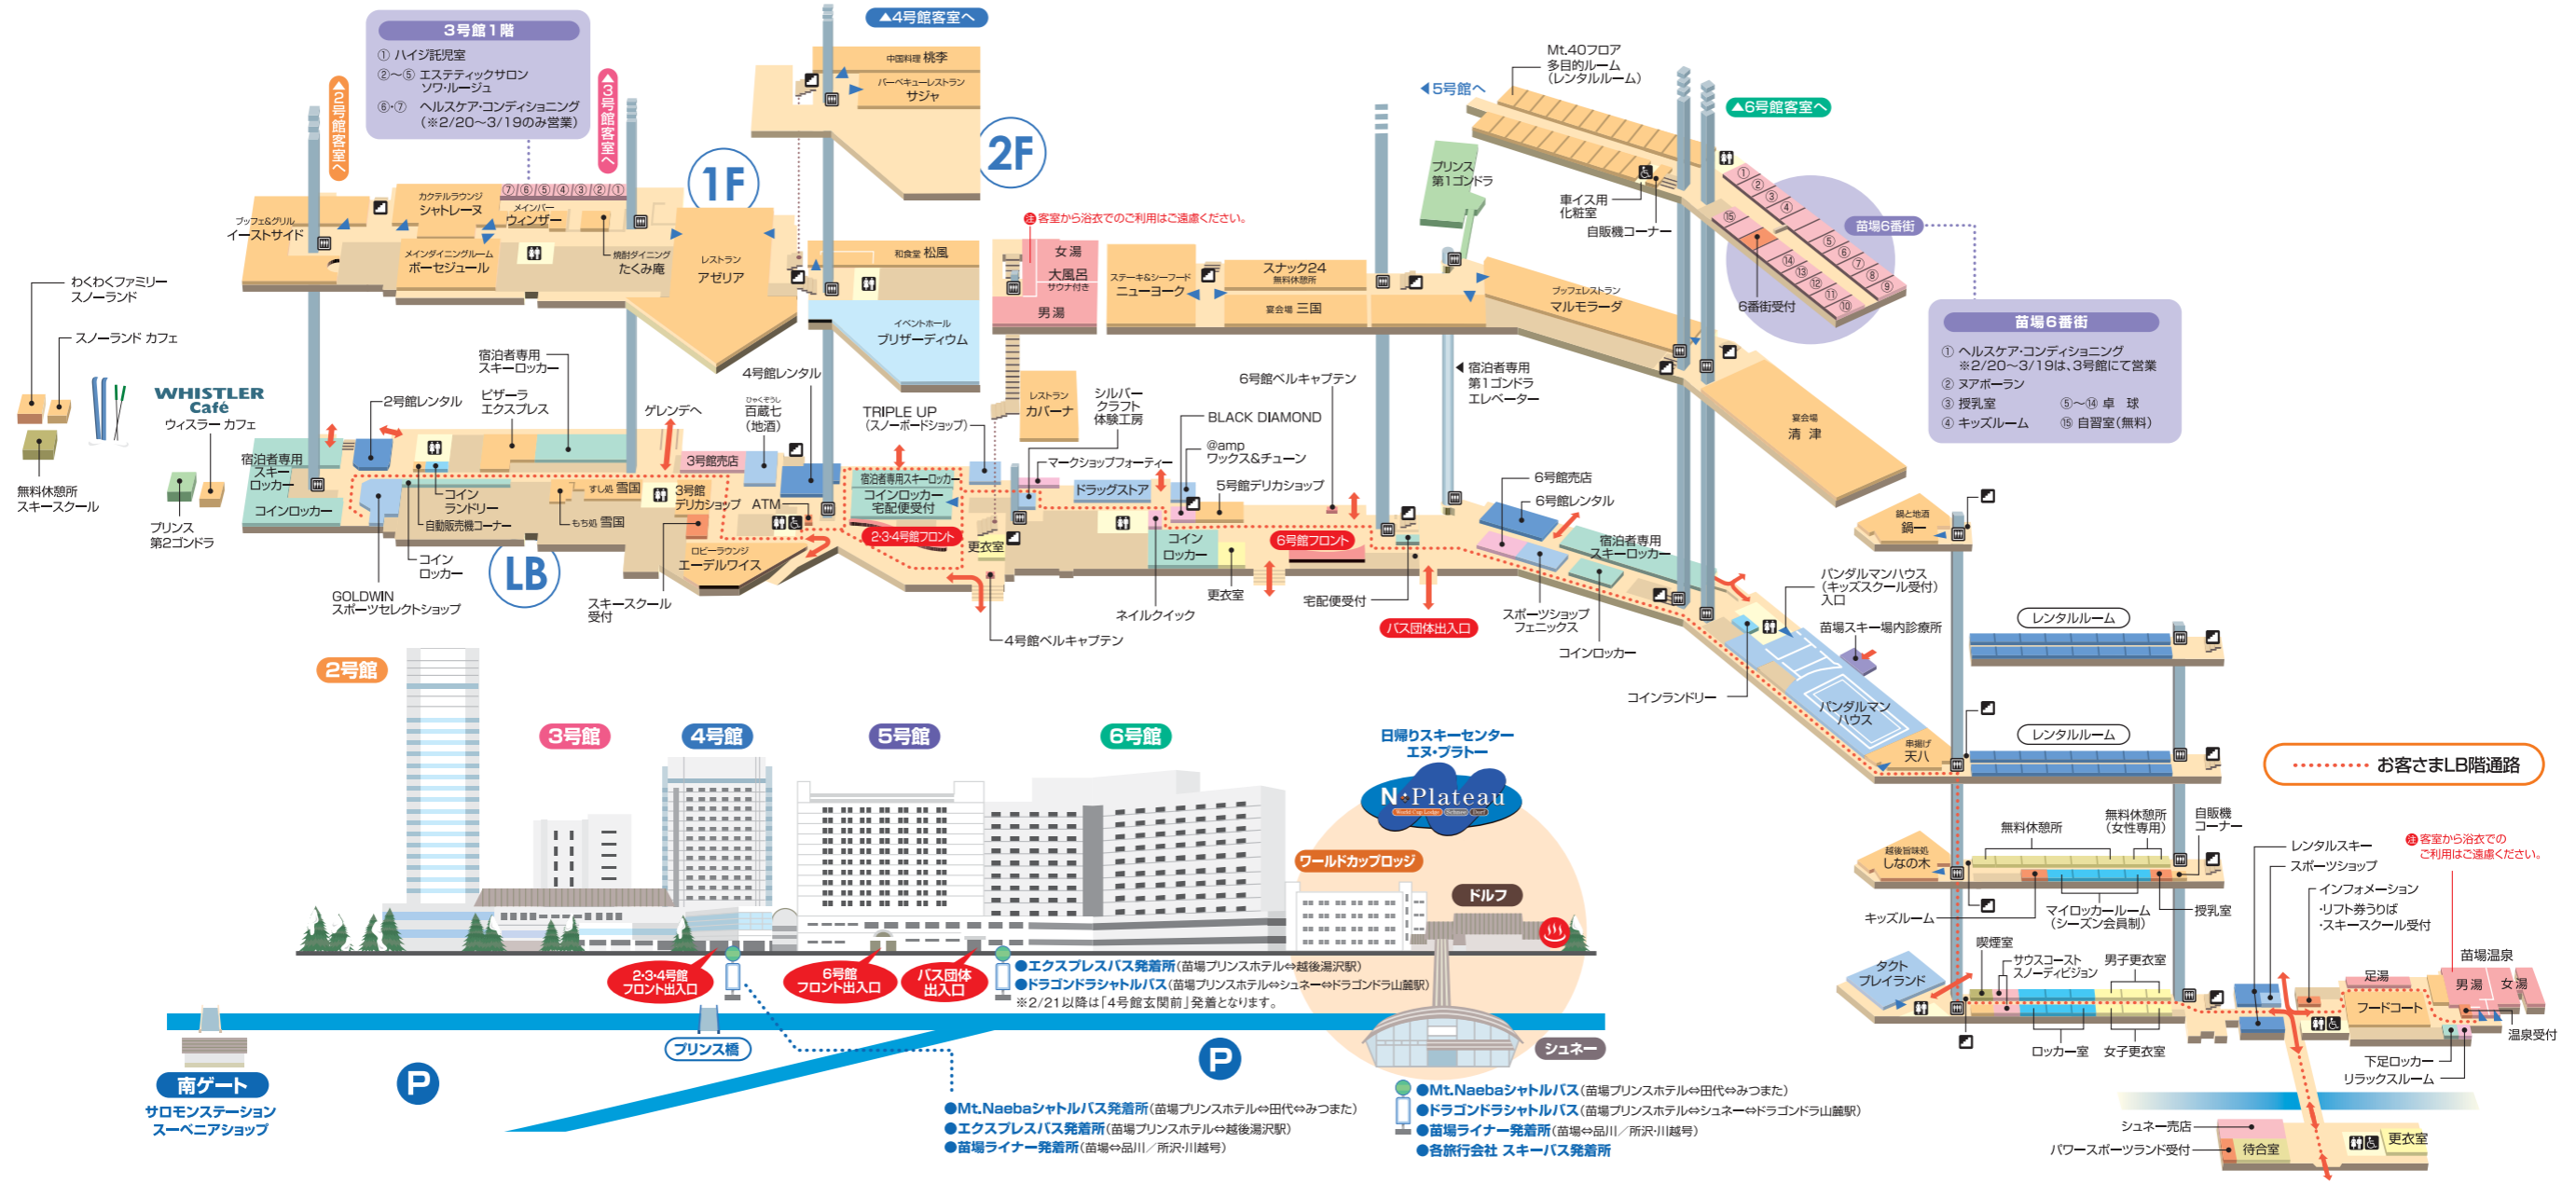 3号館1階
① ハイジ託児室
②〜⑤ エステティックサロン
ソワ・ルージュ
⑥・⑦ ヘルスケア・コンディショニング
(※2/20〜3/19のみ営業)
▲2号館客室へ
▲3号館客室へ
▲4号館客室へ
中国料理 桃李
バーベキューレストラン
サジャ
2F
1F
⑦ ⑥ ⑤ ④ ③ ② ①
ブッフェ&グリル
イーストサイド
カクテルラウンジ
シャトレーヌ
メインバー
ウィンザー
メインダイニングルーム
ボーセジュール
焼酎ダイニング
たくみ庵
レストラン
アゼリア
和食堂 松風
イベントホール
ブリザーディウム
注 客室から浴衣でのご利用はご遠慮ください。
女湯
大風呂
サウナ付き
男湯
ステーキ&シーフード
ニューヨーク
スナック24
無料休憩所
宴会場 三国
◀5号館へ
プリンス
第1ゴンドラ
Mt.40フロア
多目的ルーム
(レンタルルーム)
▲6号館客室へ
車イス用
化粧室
自販機コーナー
① ② ③ ④ ⑤ ⑥ ⑦ ⑧ ⑨
⑮ ⑭ ⑬ ⑫ ⑪ ⑩
6番街受付
苗場6番街
苗場6番街
① ヘルスケア・コンディショニング
※2/20〜3/19は、3号館にて営業
② ヌアボーラン
③ 授乳室 ⑤〜⑭ 卓 球
④ キッズルーム ⑮ 自習室(無料)
ブッフェレストラン
マルモラーダ
宴会場
清 津
◀宿泊者専用
第1ゴンドラ
エレベーター
わくわくファミリー
スノーランド
スノーランド カフェ
無料休憩所
スキースクール
WHISTLER
Café
ウィスラー カフェ
プリンス
第2ゴンドラ
宿泊者専用
スキー
ロッカー
コインロッカー
2号館レンタル
ピザーラ
エクスプレス
宿泊者専用
スキーロッカー
コイン
ランドリー
自動販売機コーナー
コイン
ロッカー
GOLDWIN
スポーツセレクトショップ
LB
すし処 雪国
もち処 雪国
ゲレンデへ
3号館売店
3号館
デリカショップ
スキースクール
受付
ロビーラウンジ
エーデルワイス
ATM
ひゃくぞうしち
百蔵七
(地酒)
4号館レンタル
TRIPLE UP
(スノーボードショップ)
宿泊者専用スキーロッカー
コインロッカー
宅配便受付
2・3・4号館フロント
更衣室
4号館ベルキャプテン
レストラン
カバーナ
シルバー
クラフト
体験工房
マークショップフォーティー
ドラッグストア
BLACK DIAMOND
@amp
ワックス&チューン
5号館デリカショップ
6号館ベルキャプテン
コイン
ロッカー
ネイルクイック
更衣室
6号館フロント
宅配便受付
バス団体出入口
6号館売店
6号館レンタル
宿泊者専用
スキーロッカー
スポーツショップ
フェニックス
コインロッカー
コインランドリー
パンダルマンハウス
(キッズスクール受付)
入口
苗場スキー場内診療所
パンダルマン
ハウス
串揚げ
天八
鍋と地酒
鍋一
レンタルルーム
レンタルルーム
お客さまLB階通路
越後旨味処
しなの木
無料休憩所
無料休憩所
(女性専用)
自販機
コーナー
キッズルーム
マイロッカールーム
(シーズン会員制)
授乳室
タクト
プレイランド
喫煙室
サウスコースト
スノーディビジョン
男子更衣室
ロッカー室
女子更衣室
レンタルスキー
スポーツショップ
インフォメーション
・リフト券うりば
・スキースクール受付
注 客室から浴衣での
ご利用はご遠慮ください。
苗場温泉
足湯
男湯
女湯
フードコート
温泉受付
下足ロッカー
リラックスルーム
シュネー売店
パワースポーツランド受付
待合室
更衣室
2号館
3号館
4号館
5号館
6号館
日帰りスキーセンター
エヌ・プラトー
N Plateau
ワールドカップロッジ
ドルフ
シュネー
2・3・4号館
フロント出入口
6号館
フロント出入口
バス団体
出入口
●エクスプレスバス発着所(苗場プリンスホテル⇔越後湯沢駅)
●ドラゴンドラシャトルバス(苗場プリンスホテル⇔シュネー⇔ドラゴンドラ山麓駅)
※2/21以降は「4号館玄関前」発着となります。
プリンス橋
南ゲート
サロモンステーション
スーベニアショップ
P
P
●Mt.Naebaシャトルバス発着所(苗場プリンスホテル⇔田代⇔みつまた)
●エクスプレスバス発着所(苗場プリンスホテル⇔越後湯沢駅)
●苗場ライナー発着所(苗場⇔品川/所沢・川越号)
●Mt.Naebaシャトルバス(苗場プリンスホテル⇔田代⇔みつまた)
●ドラゴンドラシャトルバス(苗場プリンスホテル⇔シュネー⇔ドラゴンドラ山麓駅)
●苗場ライナー発着所(苗場⇔品川/所沢・川越号)
●各旅行会社 スキーバス発着所